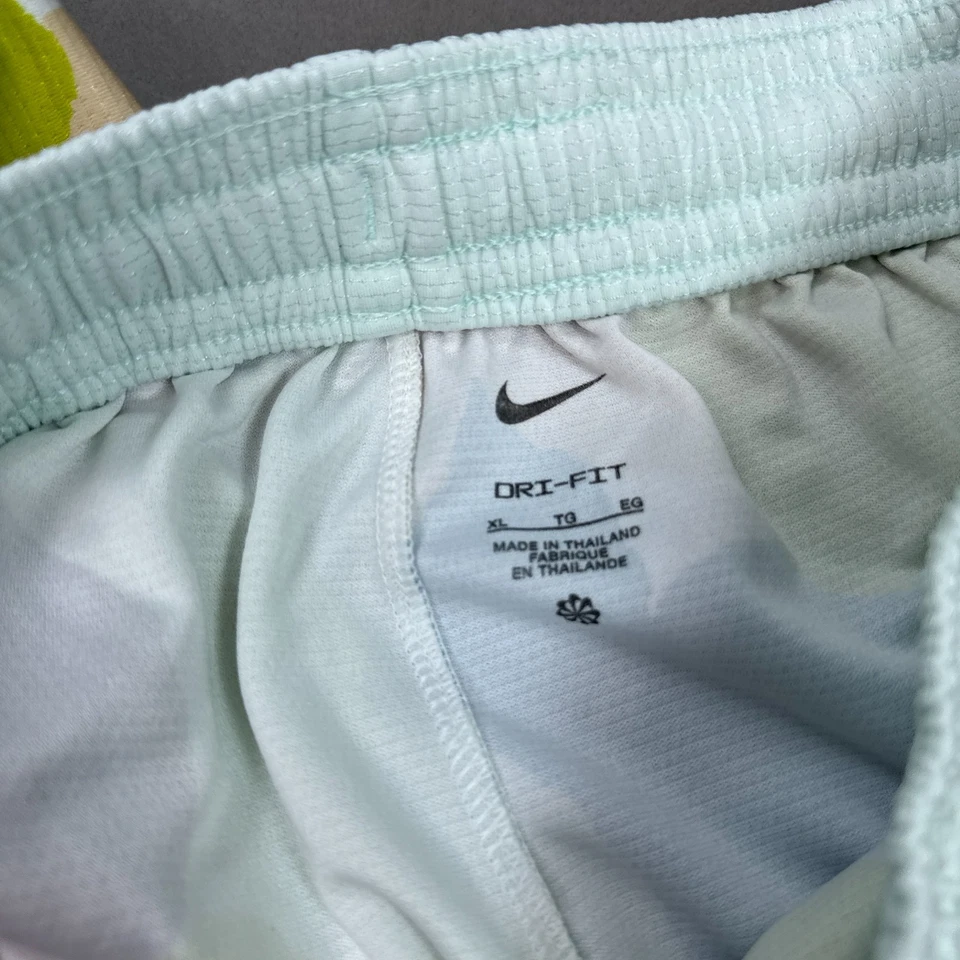 DRI-FIT
XL TG EG
MADE IN THAILAND
FABRIQUE
EN THAILANDE